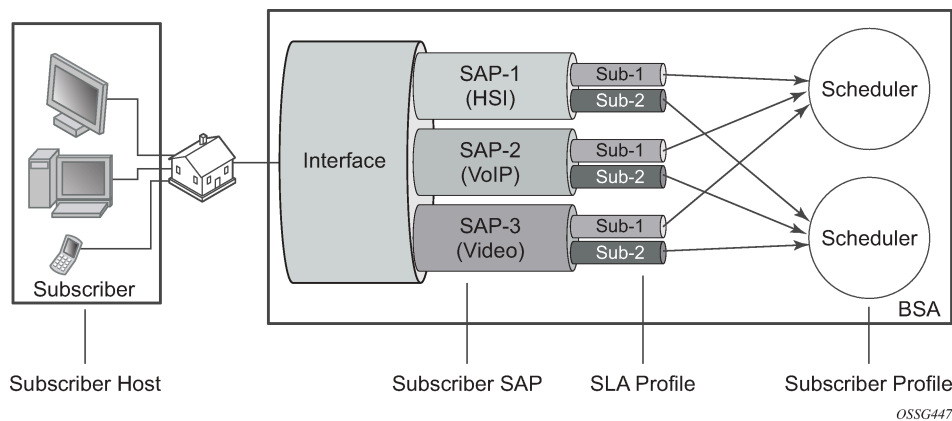 SAP-1
(HSI)
Sub-1
Sub-2
Scheduler
Interface
SAP-2
(VoIP)
Sub-1
Sub-2
SAP-3
(Video)
Sub-1
Sub-2
Scheduler
Subscriber
BSA
Subscriber Host
Subscriber SAP
SLA Profile
Subscriber Profile
OSSG447